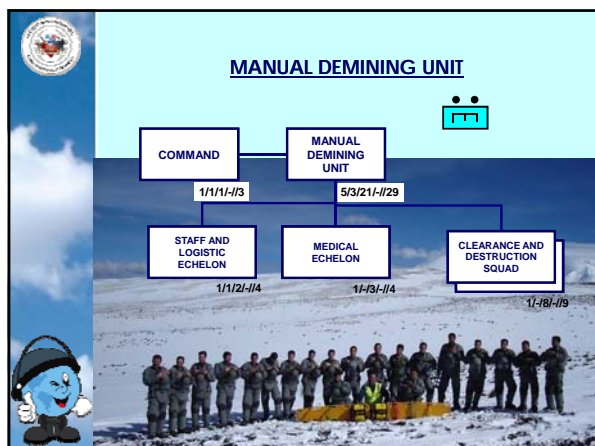 MANUAL DEMINING UNIT
COMMAND
MANUAL
DEMINING
UNIT
1/1/1/-//3
5/3/21/-//29
STAFF AND
LOGISTIC
ECHELON
MEDICAL
ECHELON
CLEARANCE AND
DESTRUCTION
SQUAD
1/1/2/-//4
1/-/3/-//4
1/-/8/-//9